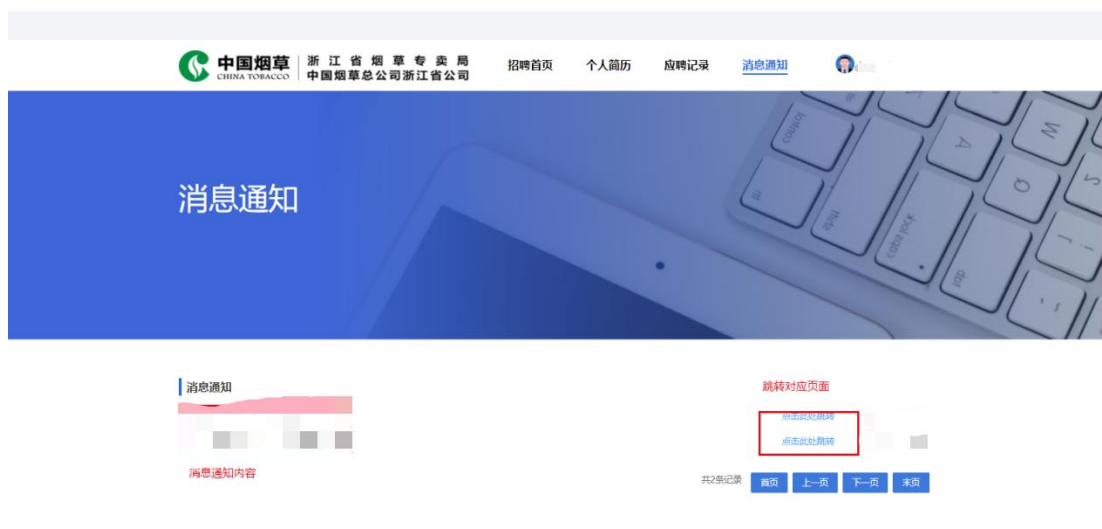 中国烟草
CHINA TOBACCO
浙江省烟草专卖局
中国烟草总公司浙江省公司
招聘首页 个人简历 应聘记录 消息通知
消息通知
消息通知
跳转对应页面
点击此处跳转
点击此处跳转
消息通知内容
共2条记录 首页 上一页 下一页 末页